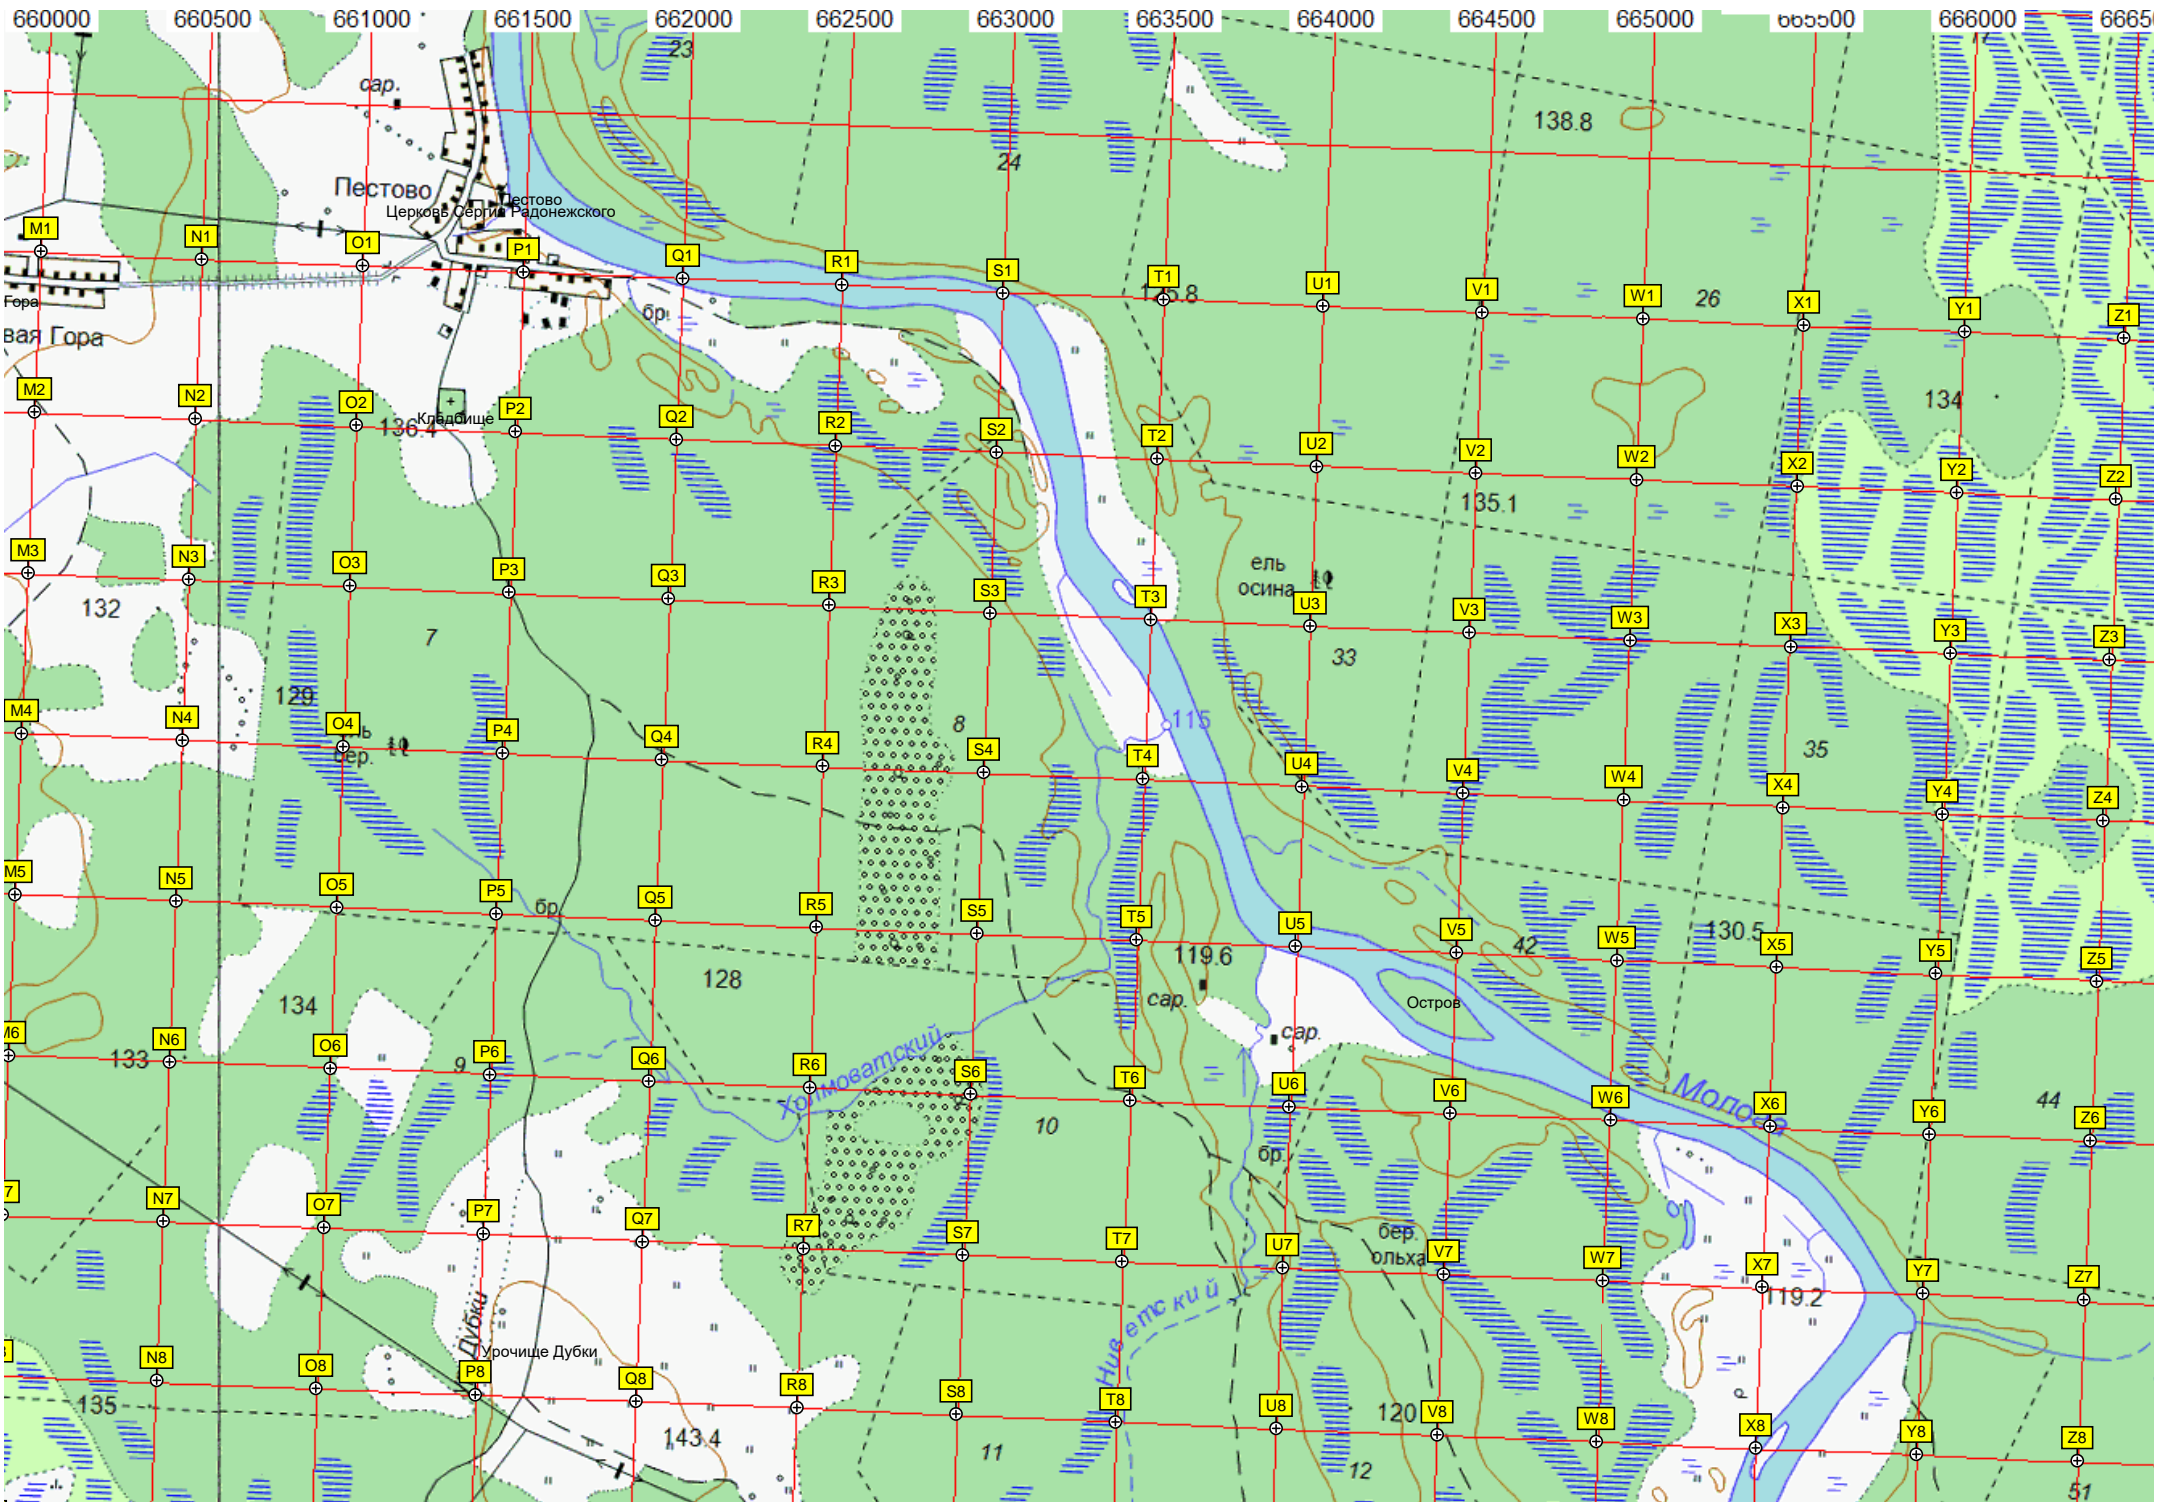 660000 660500 661000 661500 662000 662500 663000 663500 664000 664500 665000 665500 666000 6665
23
сар.
138.8
24
Пестово
Пестово
Церковь Сергия Радонежского
M1 N1 O1 P1 Q1 R1 S1 T1 U1 V1 W1 X1 Y1 Z1
26
Гора
бр.
вая Гора
M2 N2 O2 P2 Q2 R2 S2 T2 U2 V2 W2 X2 Y2 Z2
134
136.4
Кладбище
135.1
M3 N3 O3 P3 Q3 R3 S3 T3 U3 V3 W3 X3 Y3 Z3
ель
осина
132
7
33
129
115
8
35
M4 N4 O4 P4 Q4 R4 S4 T4 U4 V4 W4 X4 Y4 Z4
бер.
M5 N5 O5 P5 Q5 R5 S5 T5 U5 V5 W5 X5 Y5 Z5
бр.
42
130.5
119.6
128
сар.
134
Остров
сар.
M6 N6 O6 P6 Q6 R6 S6 T6 U6 V6 W6 X6 Y6 Z6
133
9
Холмоватский
Молога
44
10
бр.
7 N7 O7 P7 Q7 R7 S7 T7 U7 V7 W7 X7 Y7 Z7
бер.
ольха
119.2
Ниветский
Дубки
Урочище Дубки
N8 O8 P8 Q8 R8 S8 T8 U8 V8 W8 X8 Y8 Z8
135
120
143.4
11
12
51